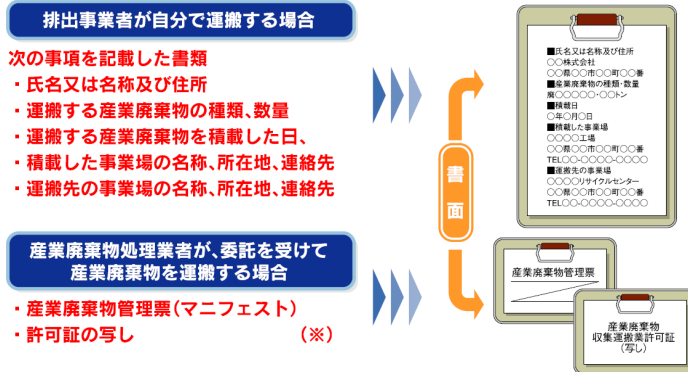 排出事業者が自分で運搬する場合
次の事項を記載した書類
・氏名又は名称及び住所
・運搬する産業廃棄物の種類、数量
・運搬する産業廃棄物を積載した日、
・積載した事業場の名称、所在地、連絡先
・運搬先の事業場の名称、所在地、連絡先
産業廃棄物処理業者が、委託を受けて
産業廃棄物を運搬する場合
・産業廃棄物管理票(マニフェスト)
・許可証の写し (※)
書面
■氏名又は名称及び住所
○○株式会社
○○県○○市○○町○○番
■産業廃棄物の種類・数量
廃○○○○○・○○トン
■積載日
○年○月○日
■積載した事業場
○○○○工場
○○県○○市○○町○○番
TEL○○-○○○○-○○○○
■運搬先の事業場
○○○○リサイクルセンター
○○県○○市○○町○○番
TEL○○-○○○○-○○○○
産業廃棄物管理票
産業廃棄物
収集運搬業許可証
(写し)